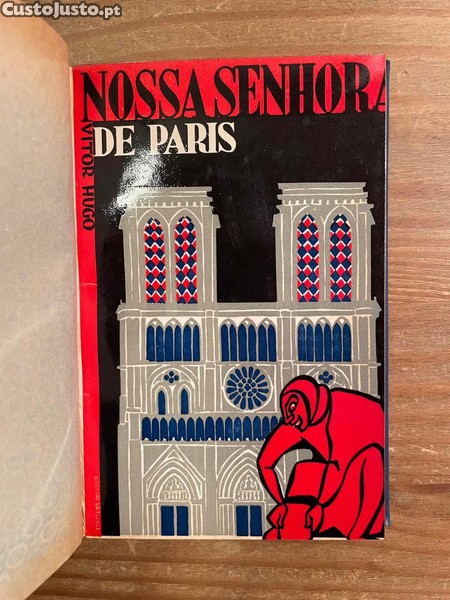 CustoJusto.pt
NOSSA SENHORA
DE PARIS
VITOR HUGO